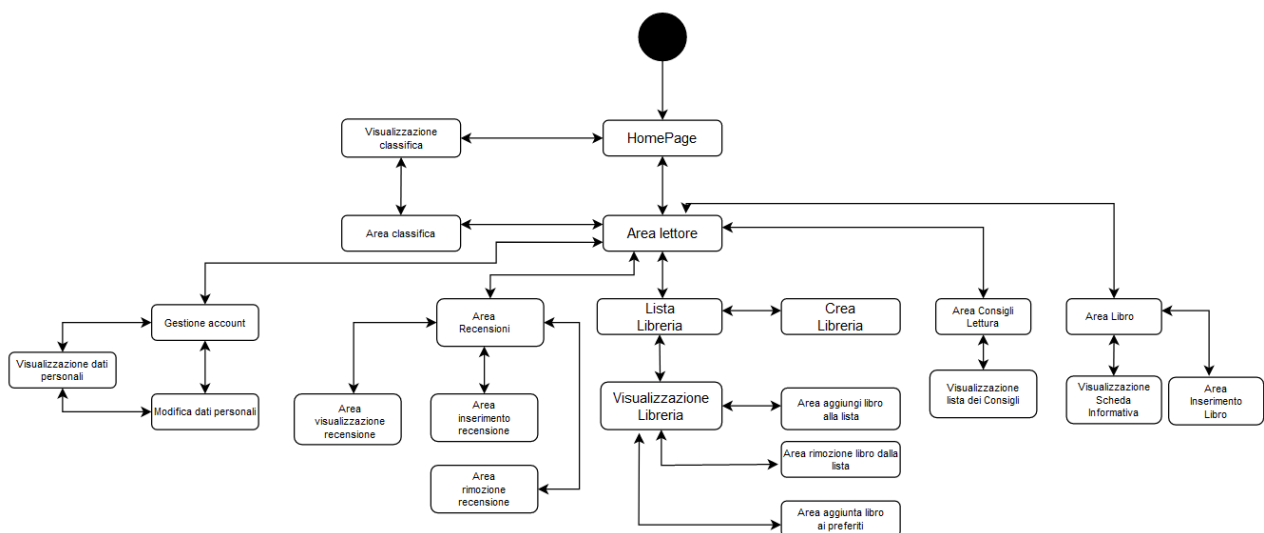 Visualizzazione
classifica
HomePage
Area classifica
Area lettore
Gestione account
Area
Recensioni
Lista
Libreria
Crea
Libreria
Area Consigli
Lettura
Area Libro
Visualizzazione dati
personali
Modifica dati personali
Area
visualizzazione
recensione
Area
inserimento
recensione
Area
rimozione
recensione
Visualizzazione
Libreria
Area aggiungi libro
alla lista
Area rimozione libro dalla
lista
Area aggiunta libro
ai preferiti
Visualizzazione
lista dei Consigli
Visualizzazione
Scheda
Informativa
Area
Inserimento
Libro